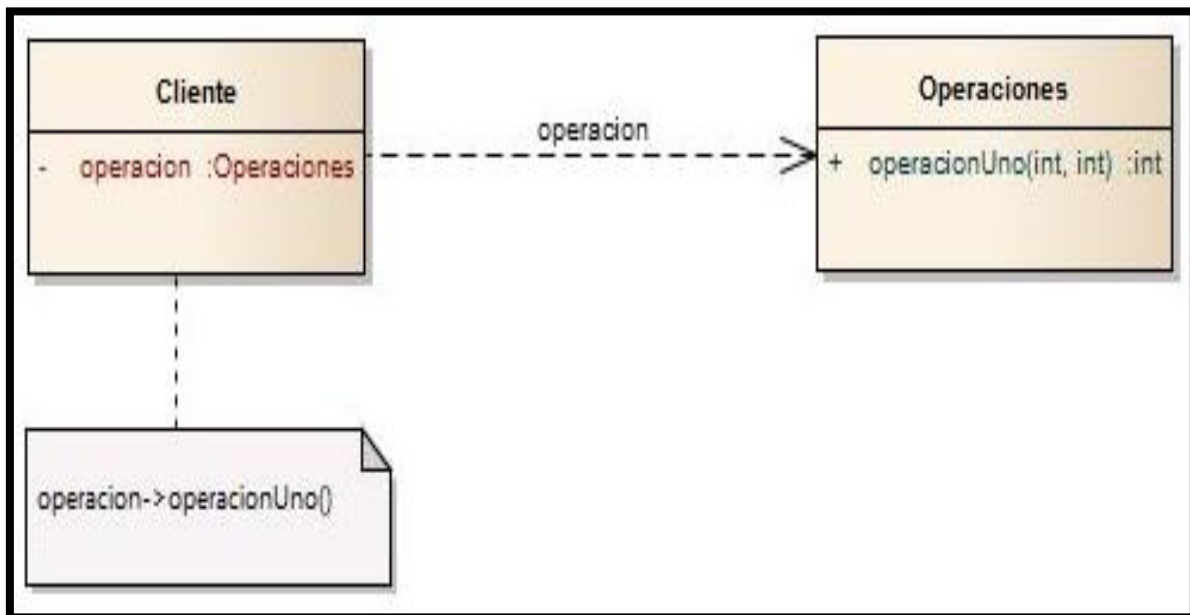 Cliente
- operacion :Operaciones
operacion
Operaciones
+ operacionUno(int, int) :int
operacion->operacionUno()